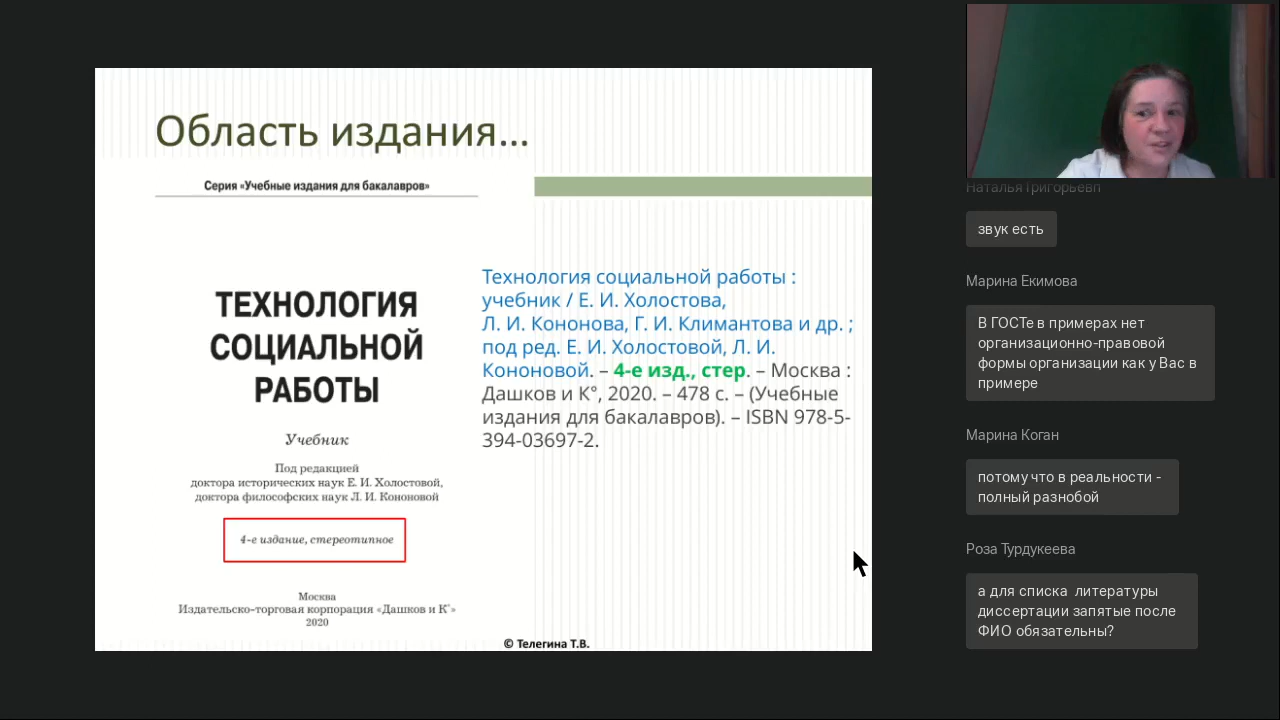 Область издания...
Серия «Учебные издания для бакалавров»
ТЕХНОЛОГИЯ
СОЦИАЛЬНОЙ
РАБОТЫ
Учебник
Под редакцией
доктора исторических наук Е. И. Холостовой,
доктора философских наук Л. И. Кононовой
4-е издание, стереотипное
Москва
Издательско-торговая корпорация «Дашков и К°»
2020
Технология социальной работы :
учебник / Е. И. Холостова,
Л. И. Кононова, Г. И. Климантова и др. ;
под ред. Е. И. Холостовой, Л. И.
Кононовой. – 4-е изд., стер. – Москва :
Дашков и К°, 2020. – 478 с. – (Учебные
издания для бакалавров). – ISBN 978-5-
394-03697-2.
© Телегина Т.В.
Наталья Григорьевп
звук есть
Марина Екимова
В ГОСТе в примерах нет
организационно-правовой
формы организации как у Вас в
примере
Марина Коган
потому что в реальности -
полный разнобой
Роза Турдукеева
а для списка литературы
диссертации запятые после
ФИО обязательны?